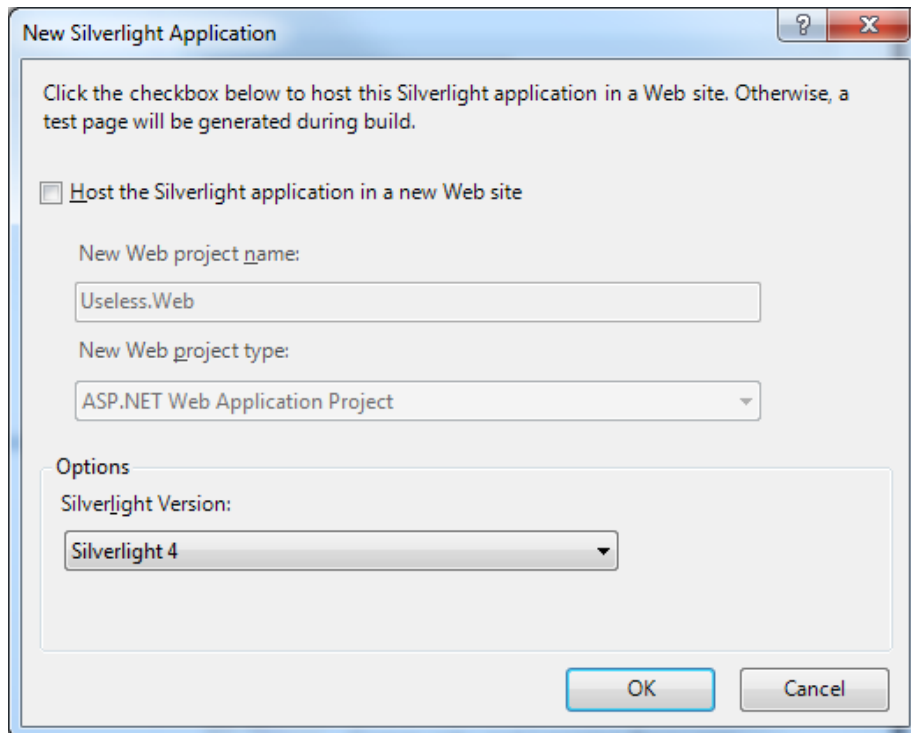 New Silverlight Application
Click the checkbox below to host this Silverlight application in a Web site. Otherwise, a
test page will be generated during build.
Host the Silverlight application in a new Web site
New Web project name:
Useless.Web
New Web project type:
ASP.NET Web Application Project
Options
Silverlight Version:
Silverlight 4
OK
Cancel